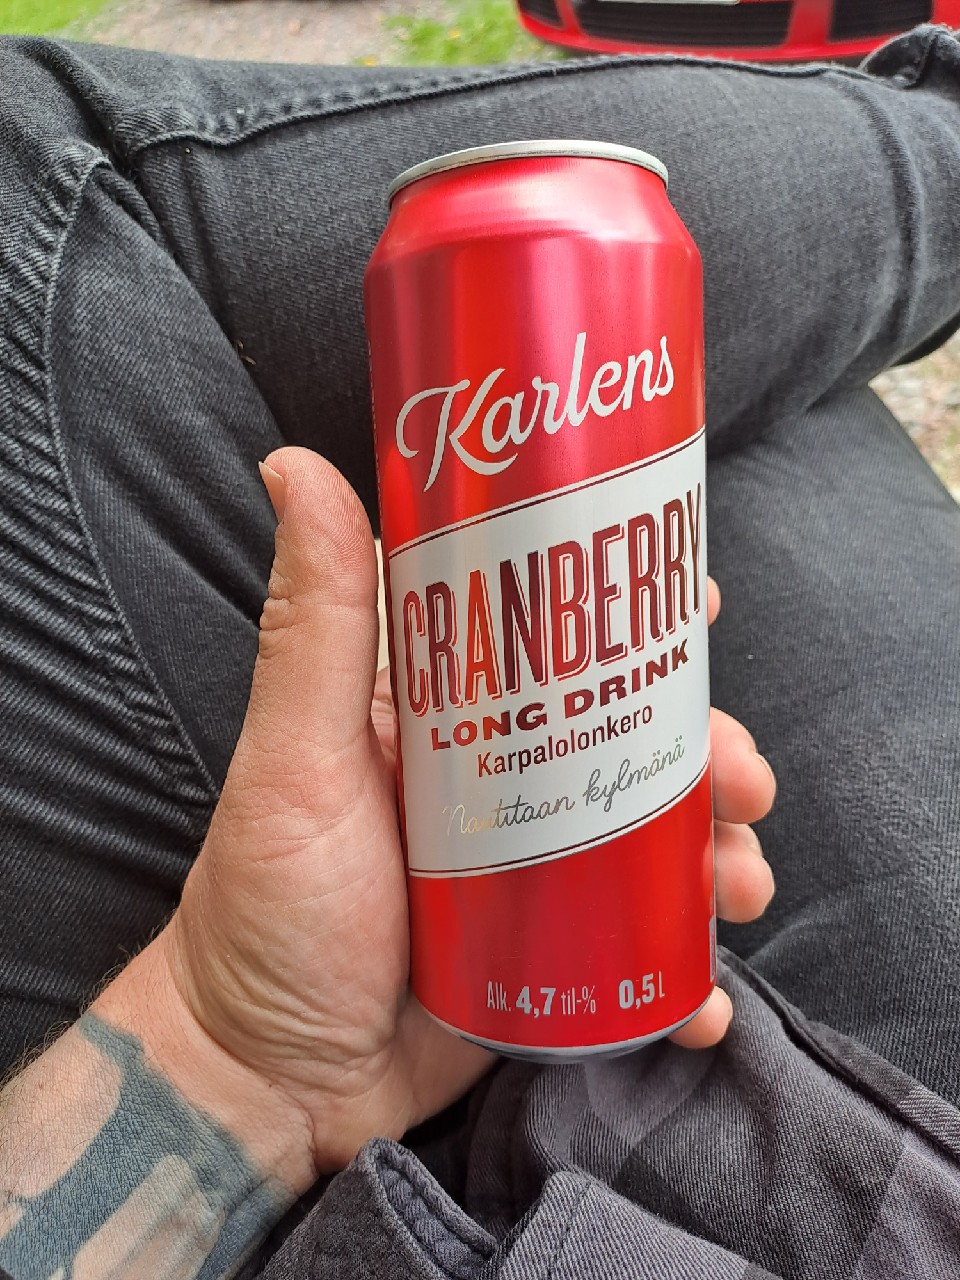 Karlens
CRANBERRY
LONG DRINK
Karpalolonkero
Nautitaan kylmänä
Alk. 4,7 til-% 0,5 L